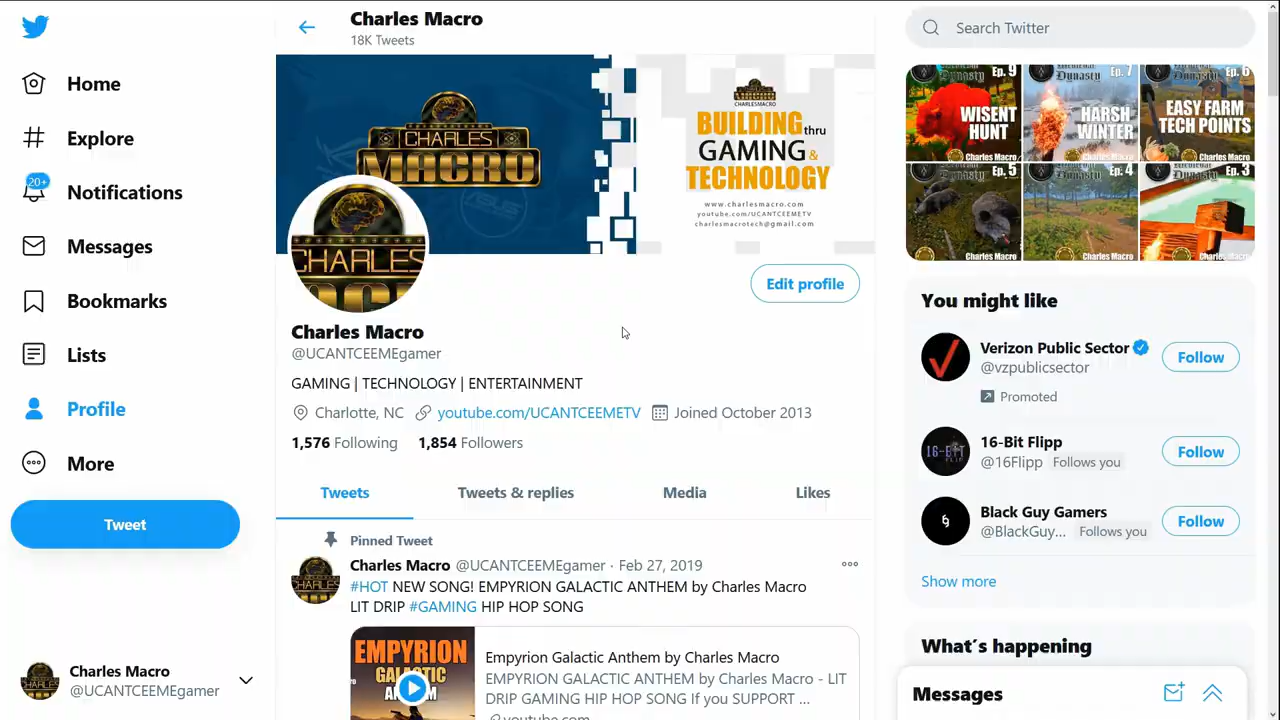 Home
Explore
20+
Notifications
Messages
Bookmarks
Lists
Profile
More
Tweet
Charles Macro
@UCANTCEEMEgamer
Charles Macro
18K Tweets
CHARLES
MACRO
MACRO
CHARLESMACRO
BUILDING thru
GAMING &
TECHNOLOGY
www.charlesmacro.com
youtube.com/UCANTCEEMETV
charlesmacrotech@gmail.com
CHARLES
Edit profile
Charles Macro
@UCANTCEEMEgamer
GAMING | TECHNOLOGY | ENTERTAINMENT
Charlotte, NC youtube.com/UCANTCEEMETV Joined October 2013
1,576 Following 1,854 Followers
Tweets Tweets & replies Media Likes
Pinned Tweet
Charles Macro @UCANTCEEMEgamer · Feb 27, 2019
#HOT NEW SONG! EMPYRION GALACTIC ANTHEM by Charles Macro
LIT DRIP #GAMING HIP HOP SONG
EMPYRION
Empyrion Galactic Anthem by Charles Macro
EMPYRION GALACTIC ANTHEM by Charles Macro - LIT
DRIP GAMING HIP HOP SONG If you SUPPORT ...
youtube.com
Search Twitter
Dynasty Ep. 9
WISENT
HUNT
Charles Macro
Dynasty Ep. 7
HARSH
WINTER
Charles Macro
Dynasty Ep. 6
EASY FARM
TECH POINTS
Charles Macro
Ep. 5
Charles Macro
Ep. 4
Charles Macro
Ep. 3
Charles Macro
You might like
Verizon Public Sector
@vzpublicsector
Follow
Promoted
16-Bit Flipp
@16Flipp Follows you
Follow
Black Guy Gamers
@BlackGuy... Follows you
Follow
Show more
What's happening
Messages